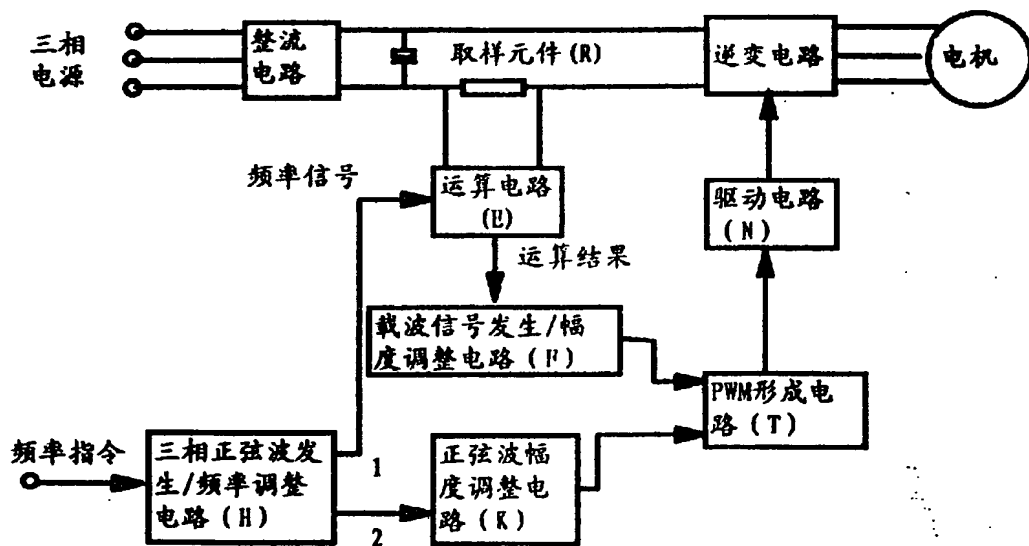 三相
电源
整流
电路
取样元件(R)
逆变电路
电机
频率信号
运算电路
(E)
驱动电路
(N)
运算结果
载波信号发生/幅
度调整电路(F)
PWM形成电
路(T)
频率指令
三相正弦波发
生/频率调整
电路(H)
1
2
正弦波幅
度调整电
路(K)